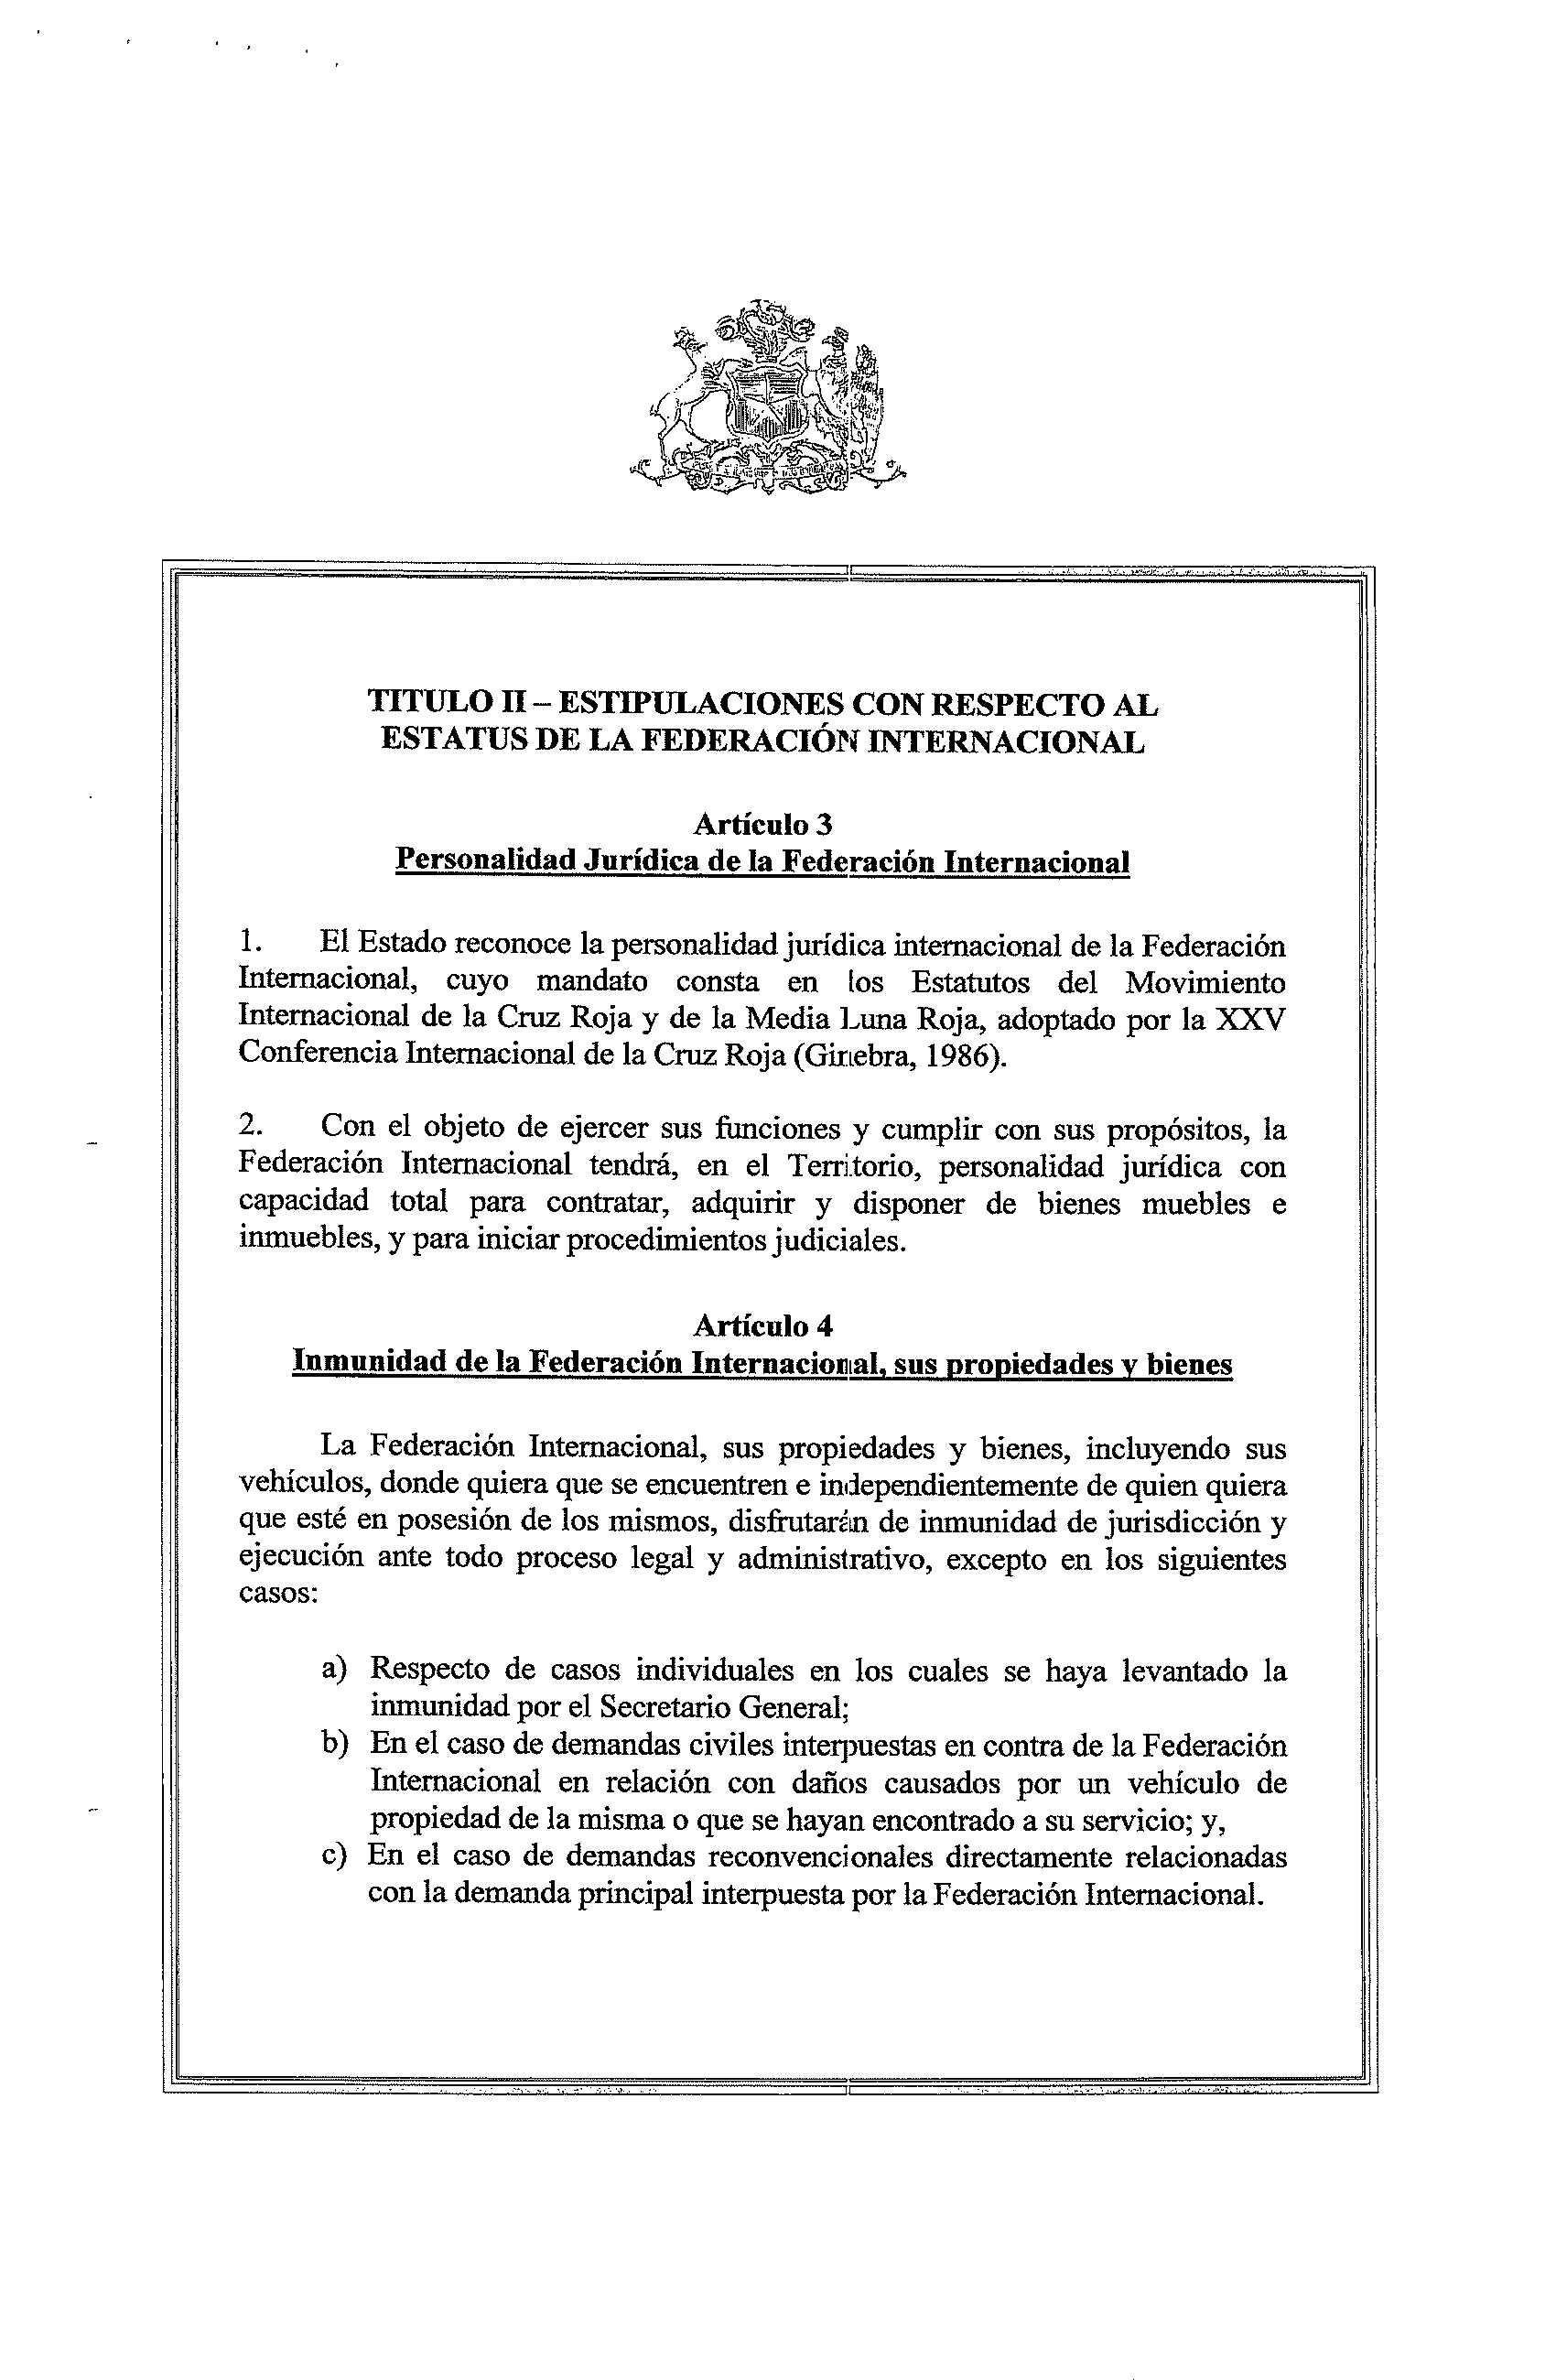 TITULO II – ESTIPULACIONES CON RESPECTO AL
ESTATUS DE LA FEDERACIÓN INTERNACIONAL
Artículo 3
Personalidad Jurídica de la Federación Internacional
1. El Estado reconoce la personalidad jurídica internacional de la Federación
Internacional, cuyo mandato consta en los Estatutos del Movimiento
Internacional de la Cruz Roja y de la Media Luna Roja, adoptado por la XXV
Conferencia Internacional de la Cruz Roja (Ginebra, 1986).
2. Con el objeto de ejercer sus funciones y cumplir con sus propósitos, la
Federación Internacional tendrá, en el Territorio, personalidad jurídica con
capacidad total para contratar, adquirir y disponer de bienes muebles e
inmuebles, y para iniciar procedimientos judiciales.
Artículo 4
Inmunidad de la Federación Internacional, sus propiedades y bienes
La Federación Internacional, sus propiedades y bienes, incluyendo sus
vehículos, donde quiera que se encuentren e independientemente de quien quiera
que esté en posesión de los mismos, disfrutarán de inmunidad de jurisdicción y
ejecución ante todo proceso legal y administrativo, excepto en los siguientes
casos:
a) Respecto de casos individuales en los cuales se haya levantado la
inmunidad por el Secretario General;
b) En el caso de demandas civiles interpuestas en contra de la Federación
Internacional en relación con daños causados por un vehículo de
propiedad de la misma o que se hayan encontrado a su servicio; y,
c) En el caso de demandas reconvencionales directamente relacionadas
con la demanda principal interpuesta por la Federación Internacional.